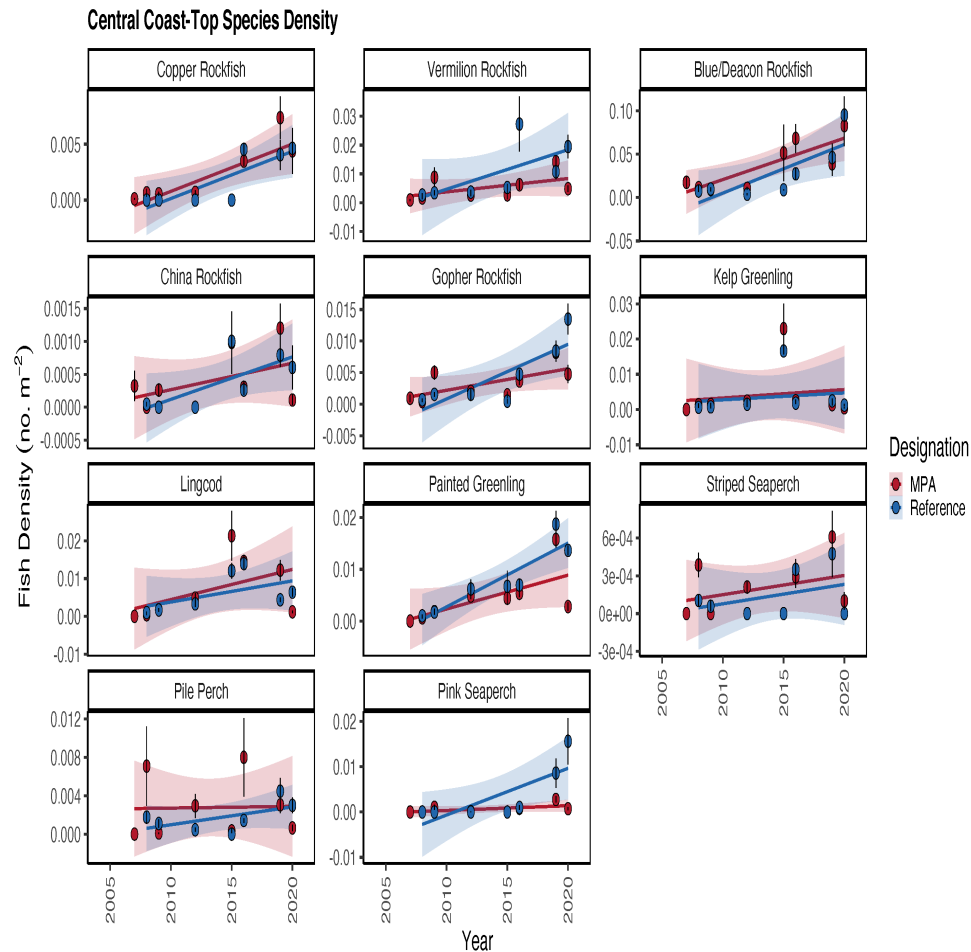 Central Coast-Top Species Density
Copper Rockfish
Vermilion Rockfish
Blue/Deacon Rockfish
0.005
0.000
0.03
0.02
0.01
0.00
-0.01
0.10
0.05
0.00
-0.05
China Rockfish
Gopher Rockfish
Kelp Greenling
0.0015
0.0010
0.0005
0.0000
-0.0005
0.015
0.010
0.005
0.000
-0.005
0.03
0.02
0.01
0.00
-0.01
Fish Density (no. m⁻²)
Lingcod
Painted Greenling
Striped Seaperch
0.02
0.01
0.00
-0.01
0.02
0.01
0.00
6e-04
3e-04
0e+00
-3e-04
2005
2010
2015
2020
Pile Perch
Pink Seaperch
0.012
0.008
0.004
0.000
0.02
0.01
0.00
-0.01
2005
2010
2015
2020
2005
2010
2015
2020
Year
Designation
MPA
Reference